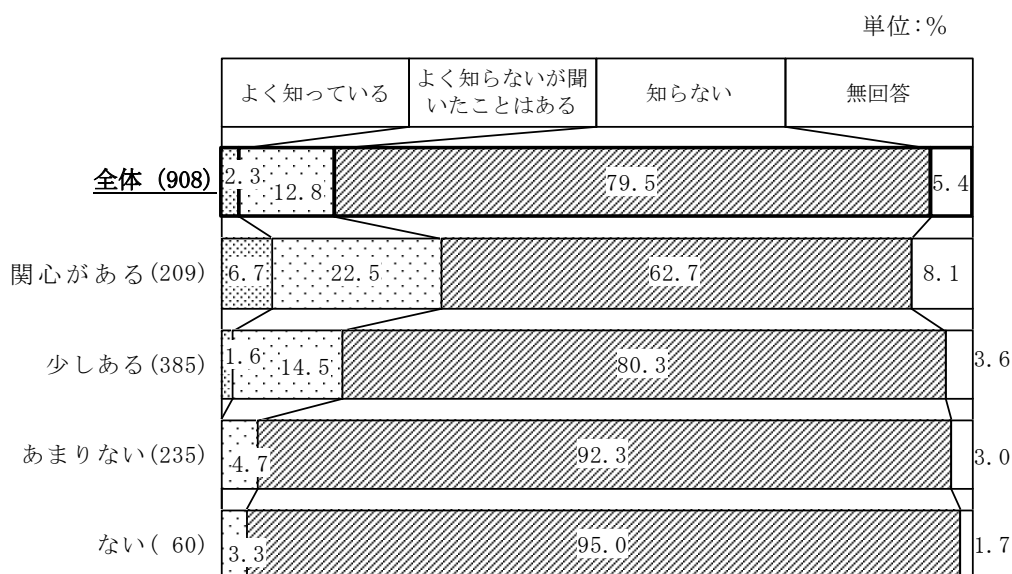 単位:%
よく知っている
よく知らないが聞
いたことはある
知らない
無回答
全体 (908)
2.3
12.8
79.5
5.4
関心がある(209)
6.7
22.5
62.7
8.1
少しある(385)
1.6
14.5
80.3
3.6
あまりない(235)
4.7
92.3
3.0
ない( 60)
3.3
95.0
1.7